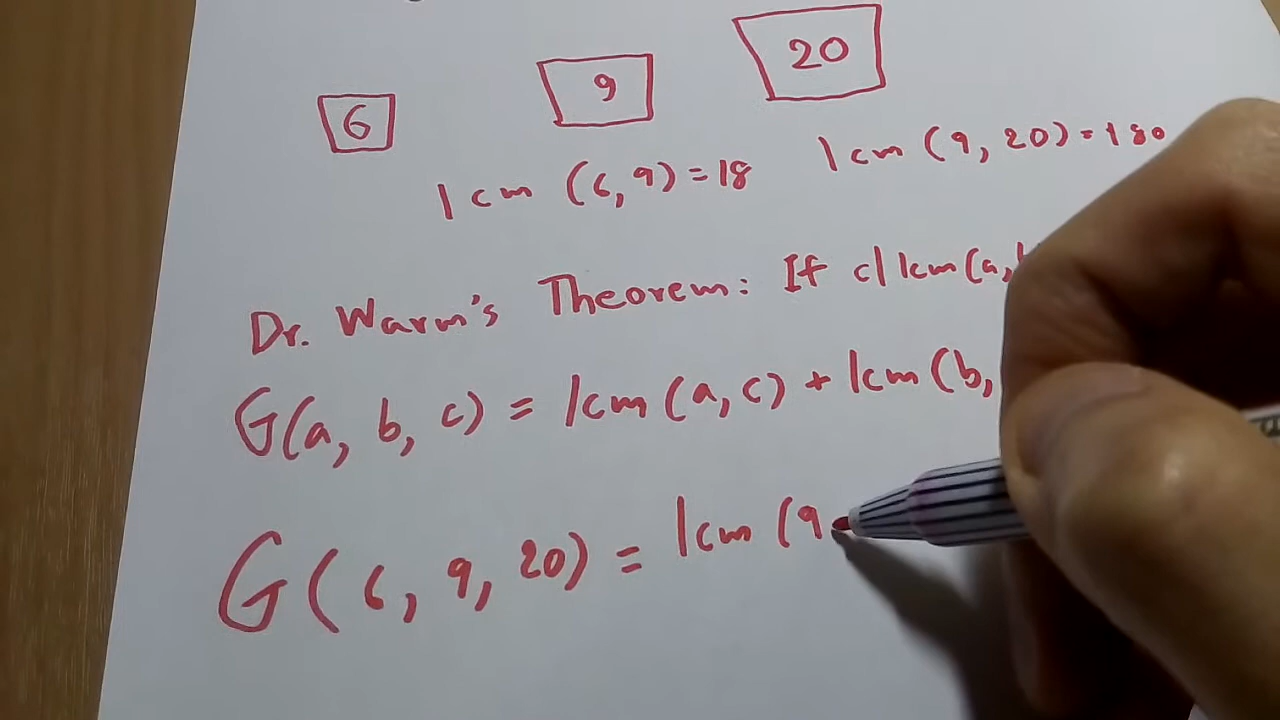 6 9 20
lcm (6,9)=18 lcm (9, 20)=180
Dr. Warm's Theorem: If c| lcm(a,
G(a, b, c) = lcm (a, c) + lcm (b,
G(6, 9, 20) = lcm (9